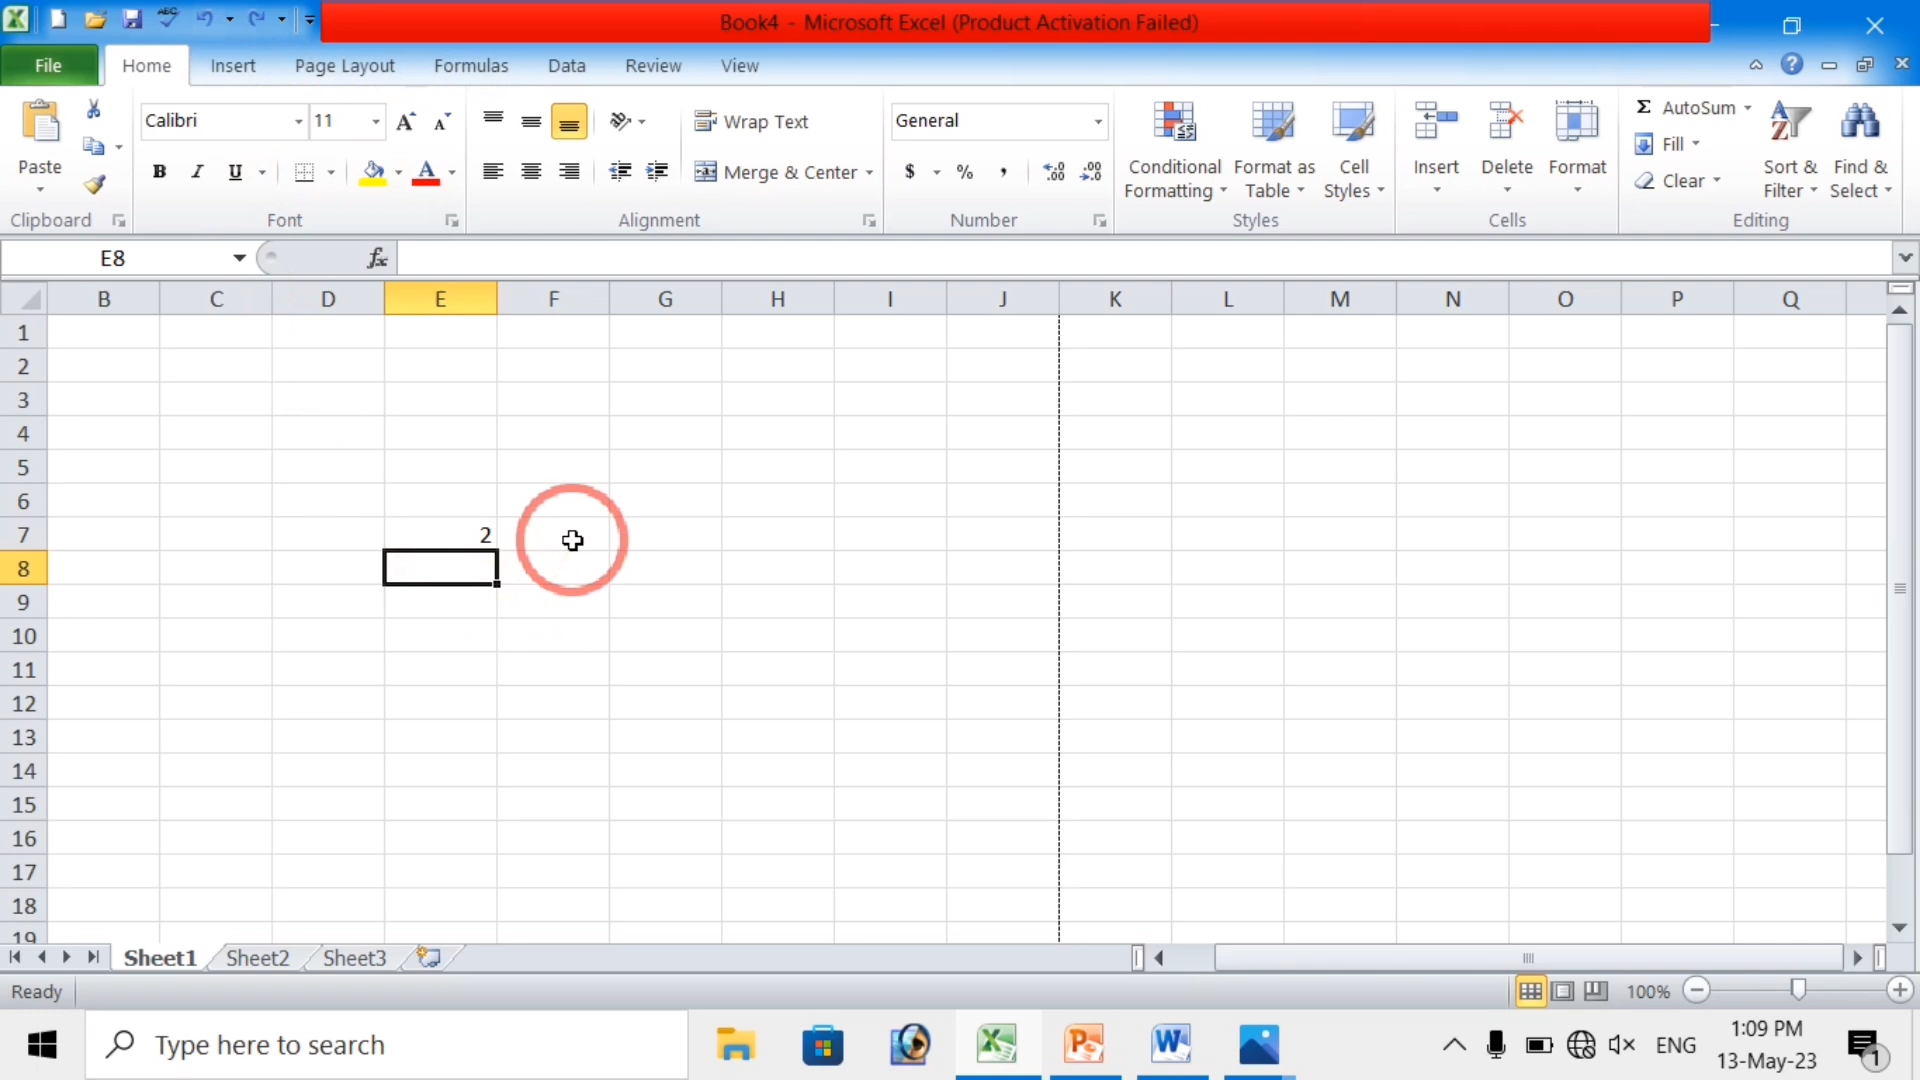 Book4 - Microsoft Excel (Product Activation Failed)
File Home Insert Page Layout Formulas Data Review View
Calibri 11 Wrap Text General AutoSum
Paste Fill
B I U Merge & Center $ % , Conditional Formatting Format as Table Cell Styles Insert Delete Format Clear Sort & Filter Find & Select
Clipboard Font Alignment Number Styles Cells Editing
E8 fx
B C D E F G H I J K L M N O P Q
1
2
3
4
5
6
7 2
8
9
10
11
12
13
14
15
16
17
18
19
Sheet1 Sheet2 Sheet3
Ready 100%
Type here to search ENG 1:09 PM
13-May-23 1